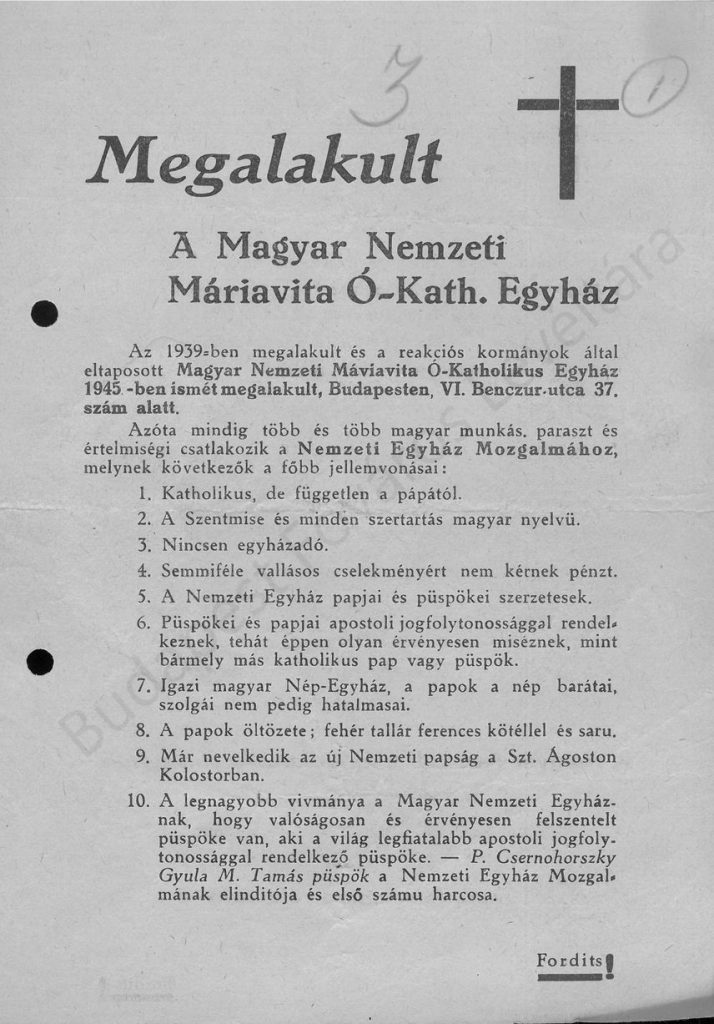 3
1
Megalakult
A Magyar Nemzeti
Máriavita Ó-Kath. Egyház
Az 1939-ben megalakult és a reakciós kormányok által
eltaposott Magyar Nemzeti Máviavita Ó-Katholikus Egyház
1945.-ben ismét megalakult, Budapesten, VI. Benczur-utca 37.
szám alatt.
Azóta mindig több és több magyar munkás. paraszt és
értelmiségi csatlakozik a Nemzeti Egyház Mozgalmához,
melynek következők a főbb jellemvonásai:
1. Katholikus, de független a pápától.
2. A Szentmise és minden szertartás magyar nyelvü.
3. Nincsen egyházadó.
4. Semmiféle vallásos cselekményért nem kérnek pénzt.
5. A Nemzeti Egyház papjai és püspökei szerzetesek.
6. Püspökei és papjai apostoli jogfolytonossággal rendel-
keznek, tehát éppen olyan érvényesen miséznek, mint
bármely más katholikus pap vagy püspök.
7. Igazi magyar Nép-Egyház, a papok a nép barátai,
szolgái nem pedig hatalmasai.
8. A papok öltözete; fehér tallár ferences kötéllel és saru.
9. Már nevelkedik az új Nemzeti papság a Szt. Ágoston
Kolostorban.
10. A legnagyobb vivmánya a Magyar Nemzeti Egyház-
nak, hogy valóságosan és érvényesen felszentelt
püspöke van, aki a világ legfiatalabb apostoli jogfoly-
tonossággal rendelkező püspöke. — P. Csernohorszky
Gyula M. Tamás püspök a Nemzeti Egyház Mozgal-
mának elinditója és első számu harcosa.
Fordits!
Budapest Főváros Levéltára